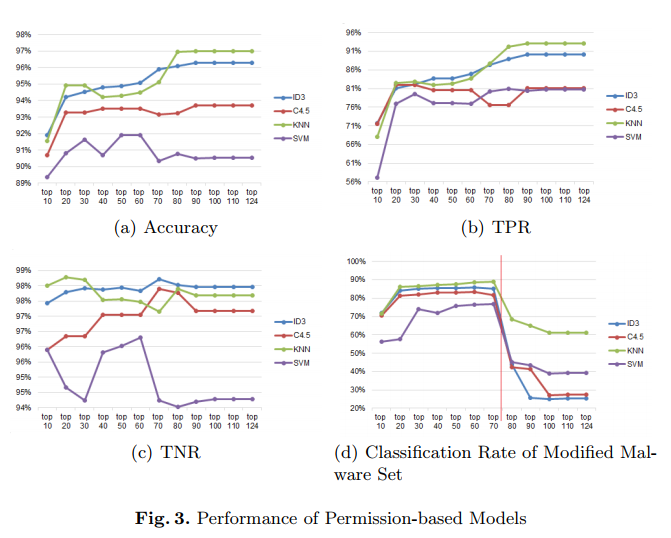 98%
97%
96%
95%
94%
93%
92%
91%
90%
89%
top top top top top top top top top top top
10 20 30 40 50 60 70 80 90 100 110 124
ID3
C4.5
KNN
SVM
(a) Accuracy
96%
91%
86%
81%
76%
71%
66%
61%
56%
top top top top top top top top top top top top
10 20 30 40 50 60 70 80 90 100 110 124
ID3
C4.5
KNN
SVM
(b) TPR
99%
98%
98%
97%
97%
96%
96%
95%
95%
94%
top top top top top top top top top top top top
10 20 30 40 50 60 70 80 90 100 110 124
ID3
C4.5
KNN
SVM
(c) TNR
100%
90%
80%
70%
60%
50%
40%
30%
20%
top top top top top top top top top top top top
10 20 30 40 50 60 70 80 90 100 110 124
ID3
C4.5
KNN
SVM
(d) Classification Rate of Modified Mal-
ware Set
Fig. 3. Performance of Permission-based Models